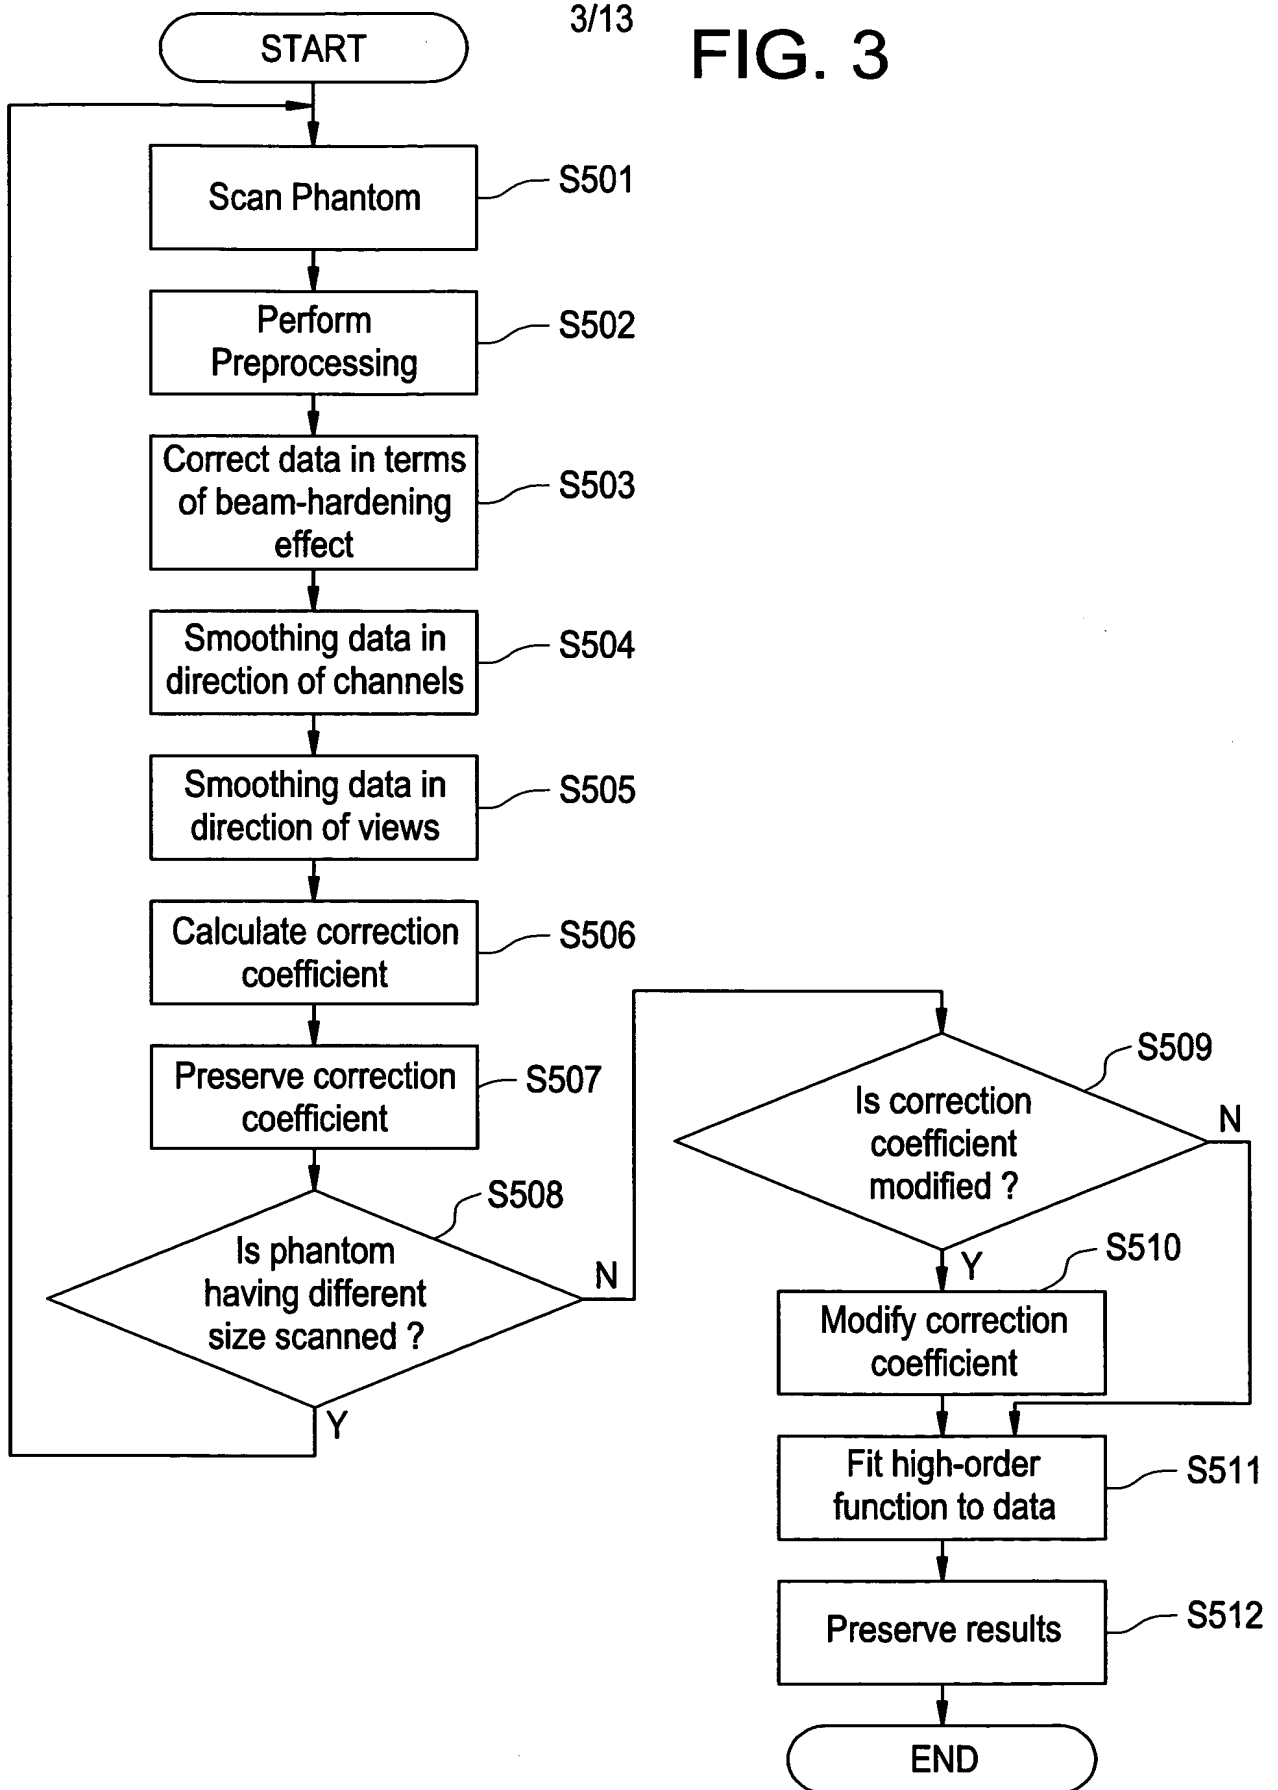 3/13
FIG. 3
START
Scan Phantom
S501
Perform
Preprocessing
S502
Correct data in terms
of beam-hardening
effect
S503
Smoothing data in
direction of channels
S504
Smoothing data in
direction of views
S505
Calculate correction
coefficient
S506
Preserve correction
coefficient
S507
Is phantom
having different
size scanned ?
S508
N
Y
Is correction
coefficient
modified ?
S509
N
Y
Modify correction
coefficient
S510
Fit high-order
function to data
S511
Preserve results
S512
END